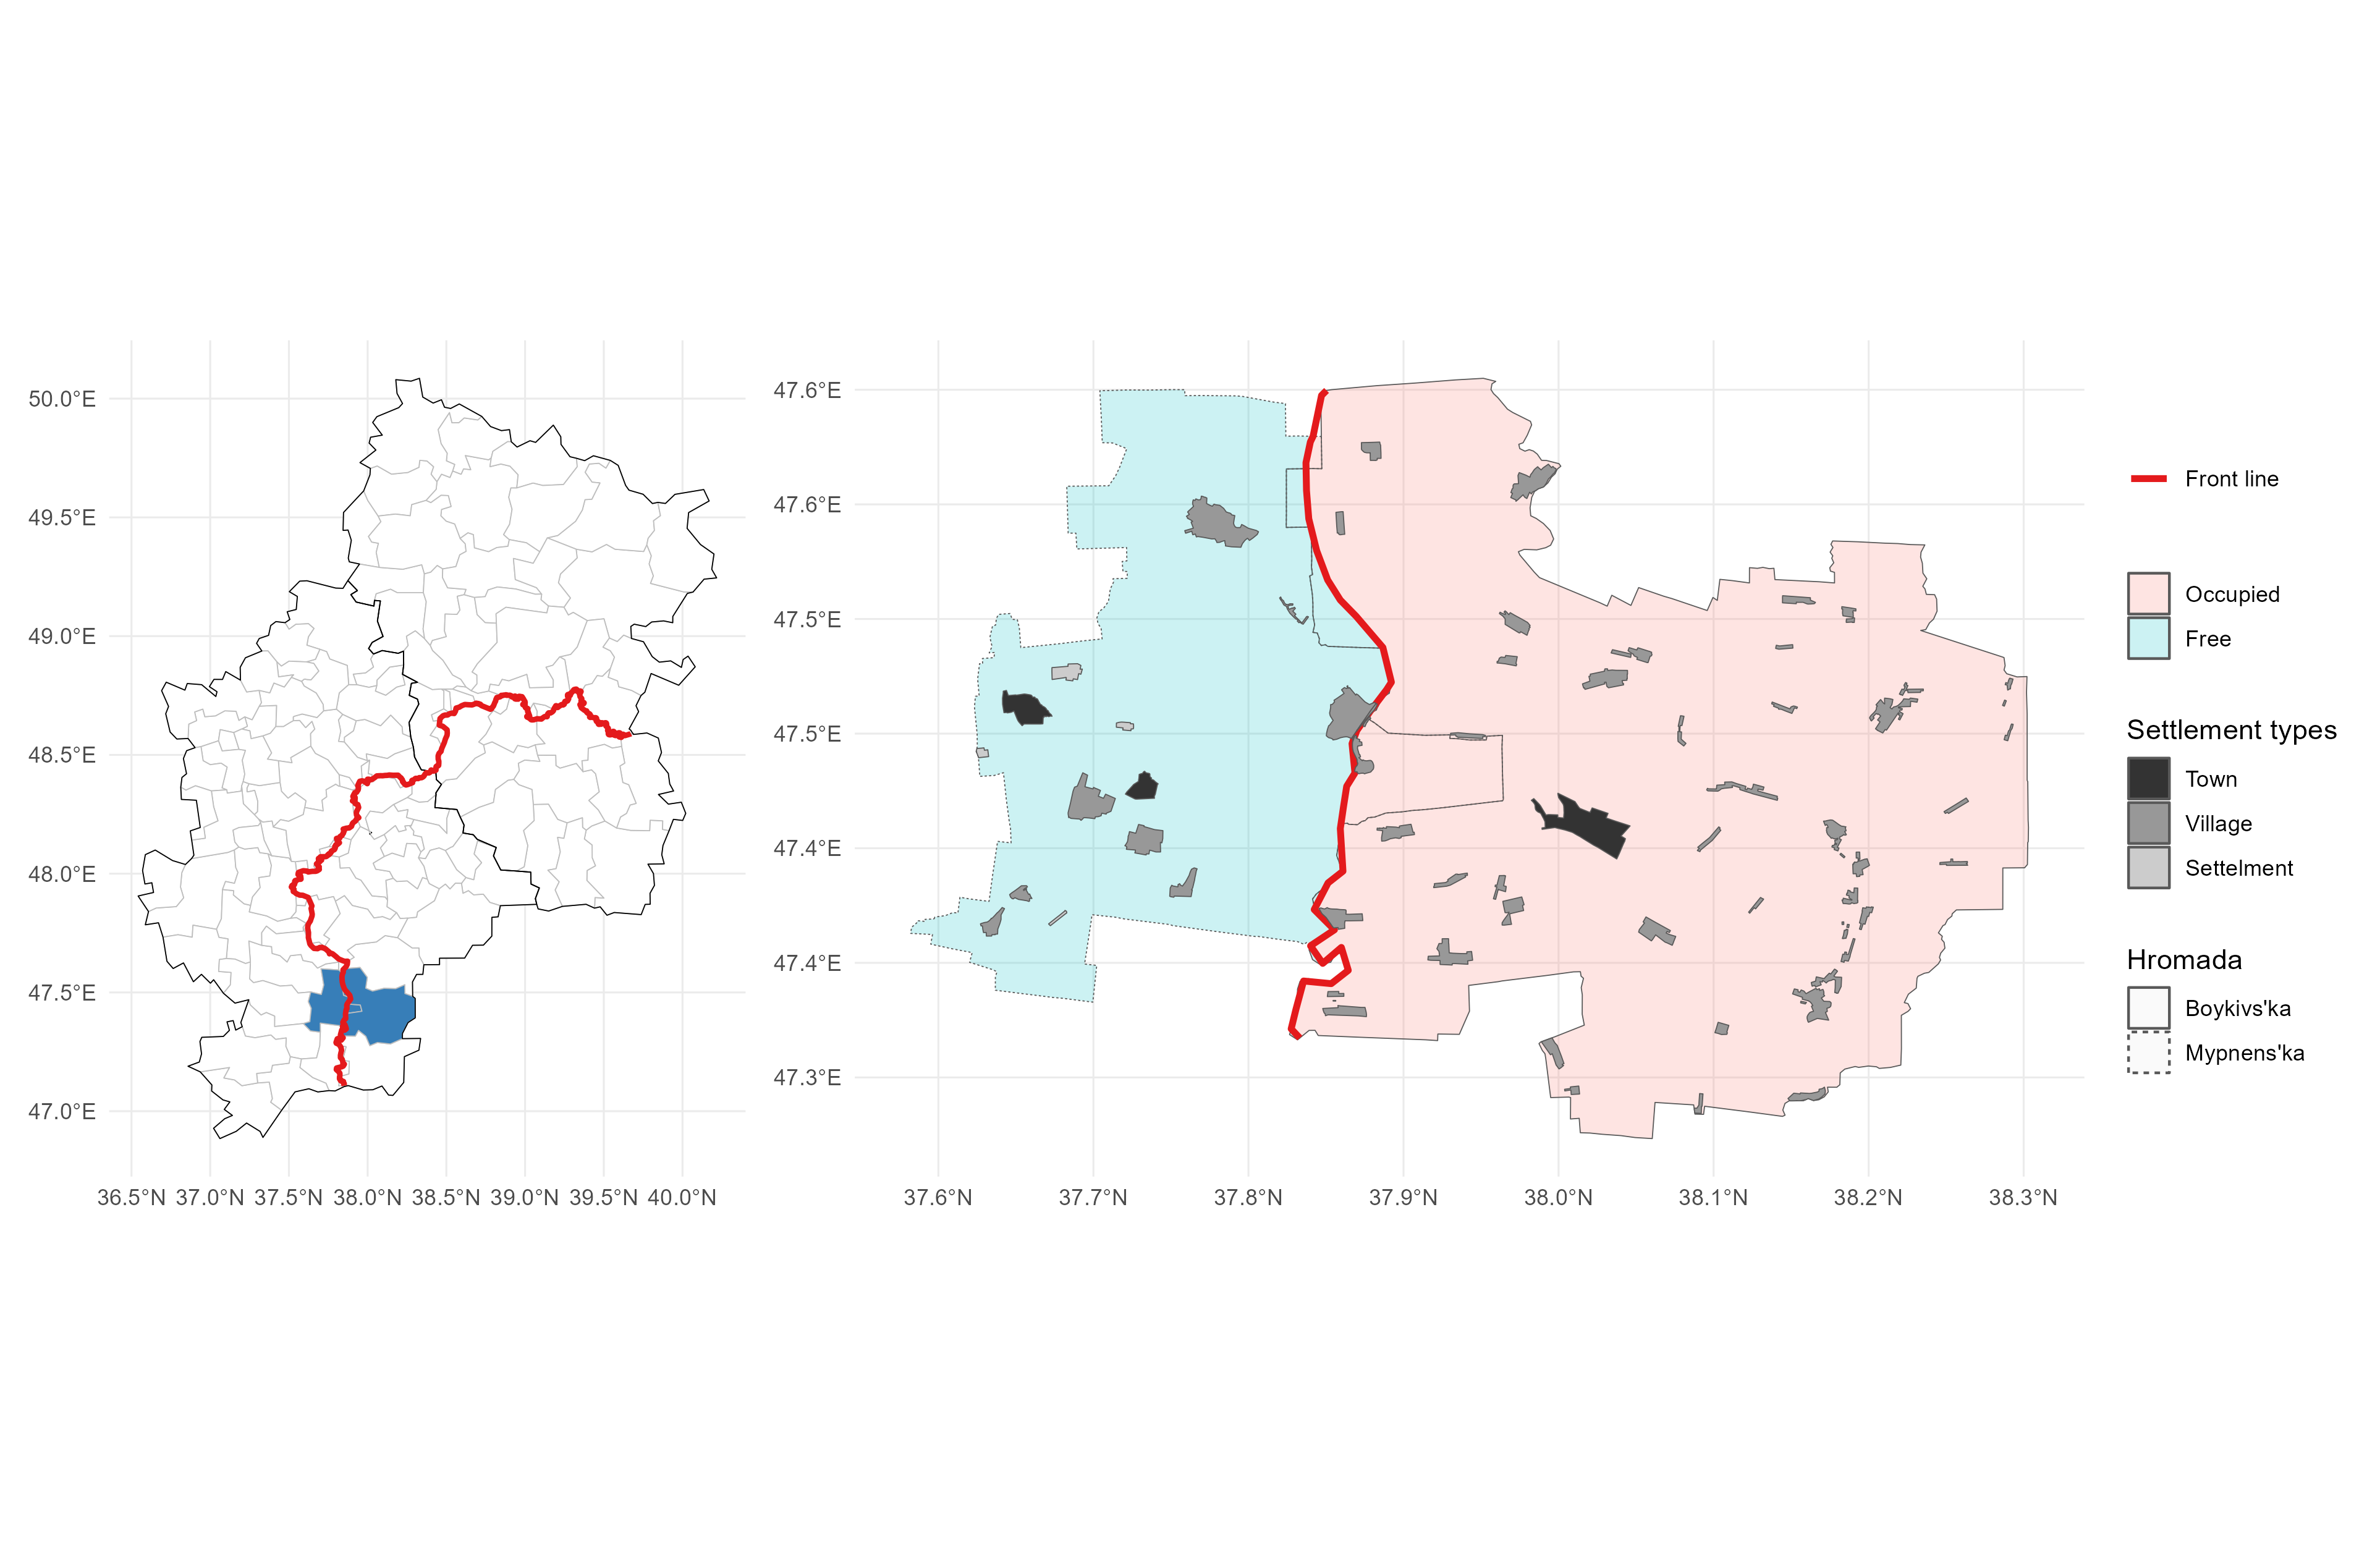 50.0°E
49.5°E
49.0°E
48.5°E
48.0°E
47.5°E
47.0°E
36.5°N 37.0°N 37.5°N 38.0°N 38.5°N 39.0°N 39.5°N 40.0°N
47.6°E
47.6°E
47.5°E
47.5°E
47.4°E
47.4°E
47.3°E
37.6°N 37.7°N 37.8°N 37.9°N 38.0°N 38.1°N 38.2°N 38.3°N
Front line
Occupied
Free
Settlement types
Town
Village
Settelment
Hromada
Boykivs'ka
Mypnens'ka